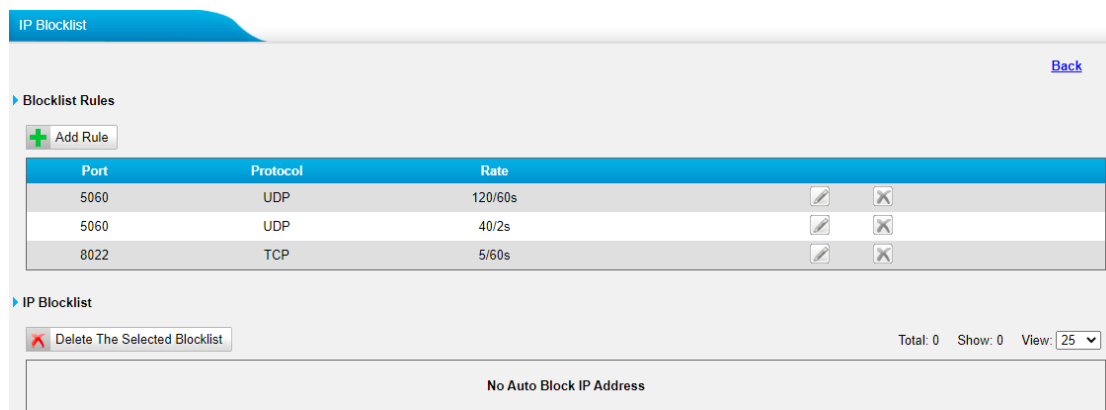 IP Blocklist
Back
Blocklist Rules
Add Rule
Port Protocol Rate
5060 UDP 120/60s
5060 UDP 40/2s
8022 TCP 5/60s
IP Blocklist
Delete The Selected Blocklist Total: 0 Show: 0 View: 25
No Auto Block IP Address